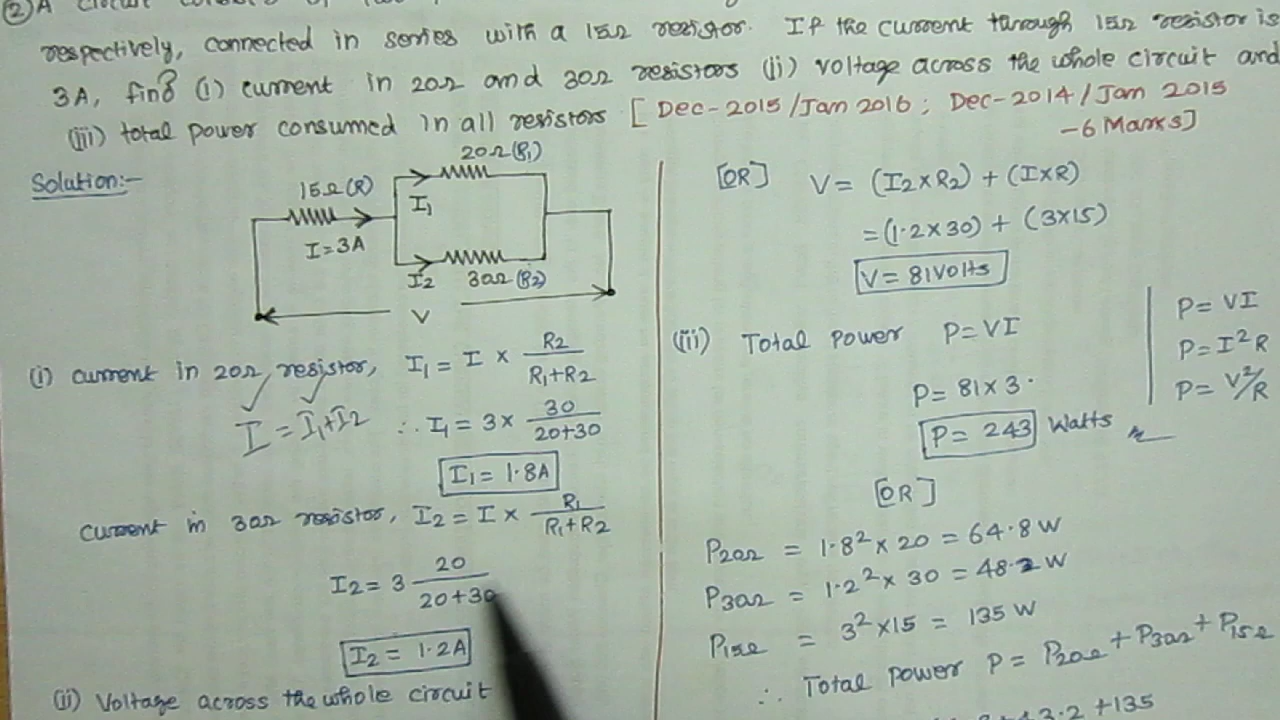 ② A circuit consists of
respectively, connected in series with a 15Ω resistor. If the current through 15Ω resistor is
3A, find (i) current in 20Ω and 30Ω resistors (ii) voltage across the whole circuit and
(iii) total power consumed in all resistors [Dec-2015/Jan 2016; Dec-2014/Jan 2015
-6 Marks]
Solution:-
15Ω(R)
I=3A
20Ω(R1)
I1
I2
30Ω(R2)
V
(i) current in 20Ω resistor, I1 = I × R2/(R1+R2)
I = I1+I2
∴ I1 = 3 × 30/(20+30)
I1 = 1.8A
current in 30Ω resistor, I2 = I × R1/(R1+R2)
I2 = 3 20/(20+30
I2 = 1.2A
(ii) Voltage across the whole circuit
[OR] V = (I2×R2) + (I×R)
= (1.2×30) + (3×15)
V = 81 Volts
(iii) Total power P = VI
P = 81 × 3.
P = 243 Watts
P = VI
P = I²R
P = V²/R
[OR]
P20Ω = 1.8² × 20 = 64.8 W
P30Ω = 1.2² × 30 = 48.2 W
P15Ω = 3² × 15 = 135 W
∴ Total power P = P20Ω + P30Ω + P15Ω
43.2 + 135